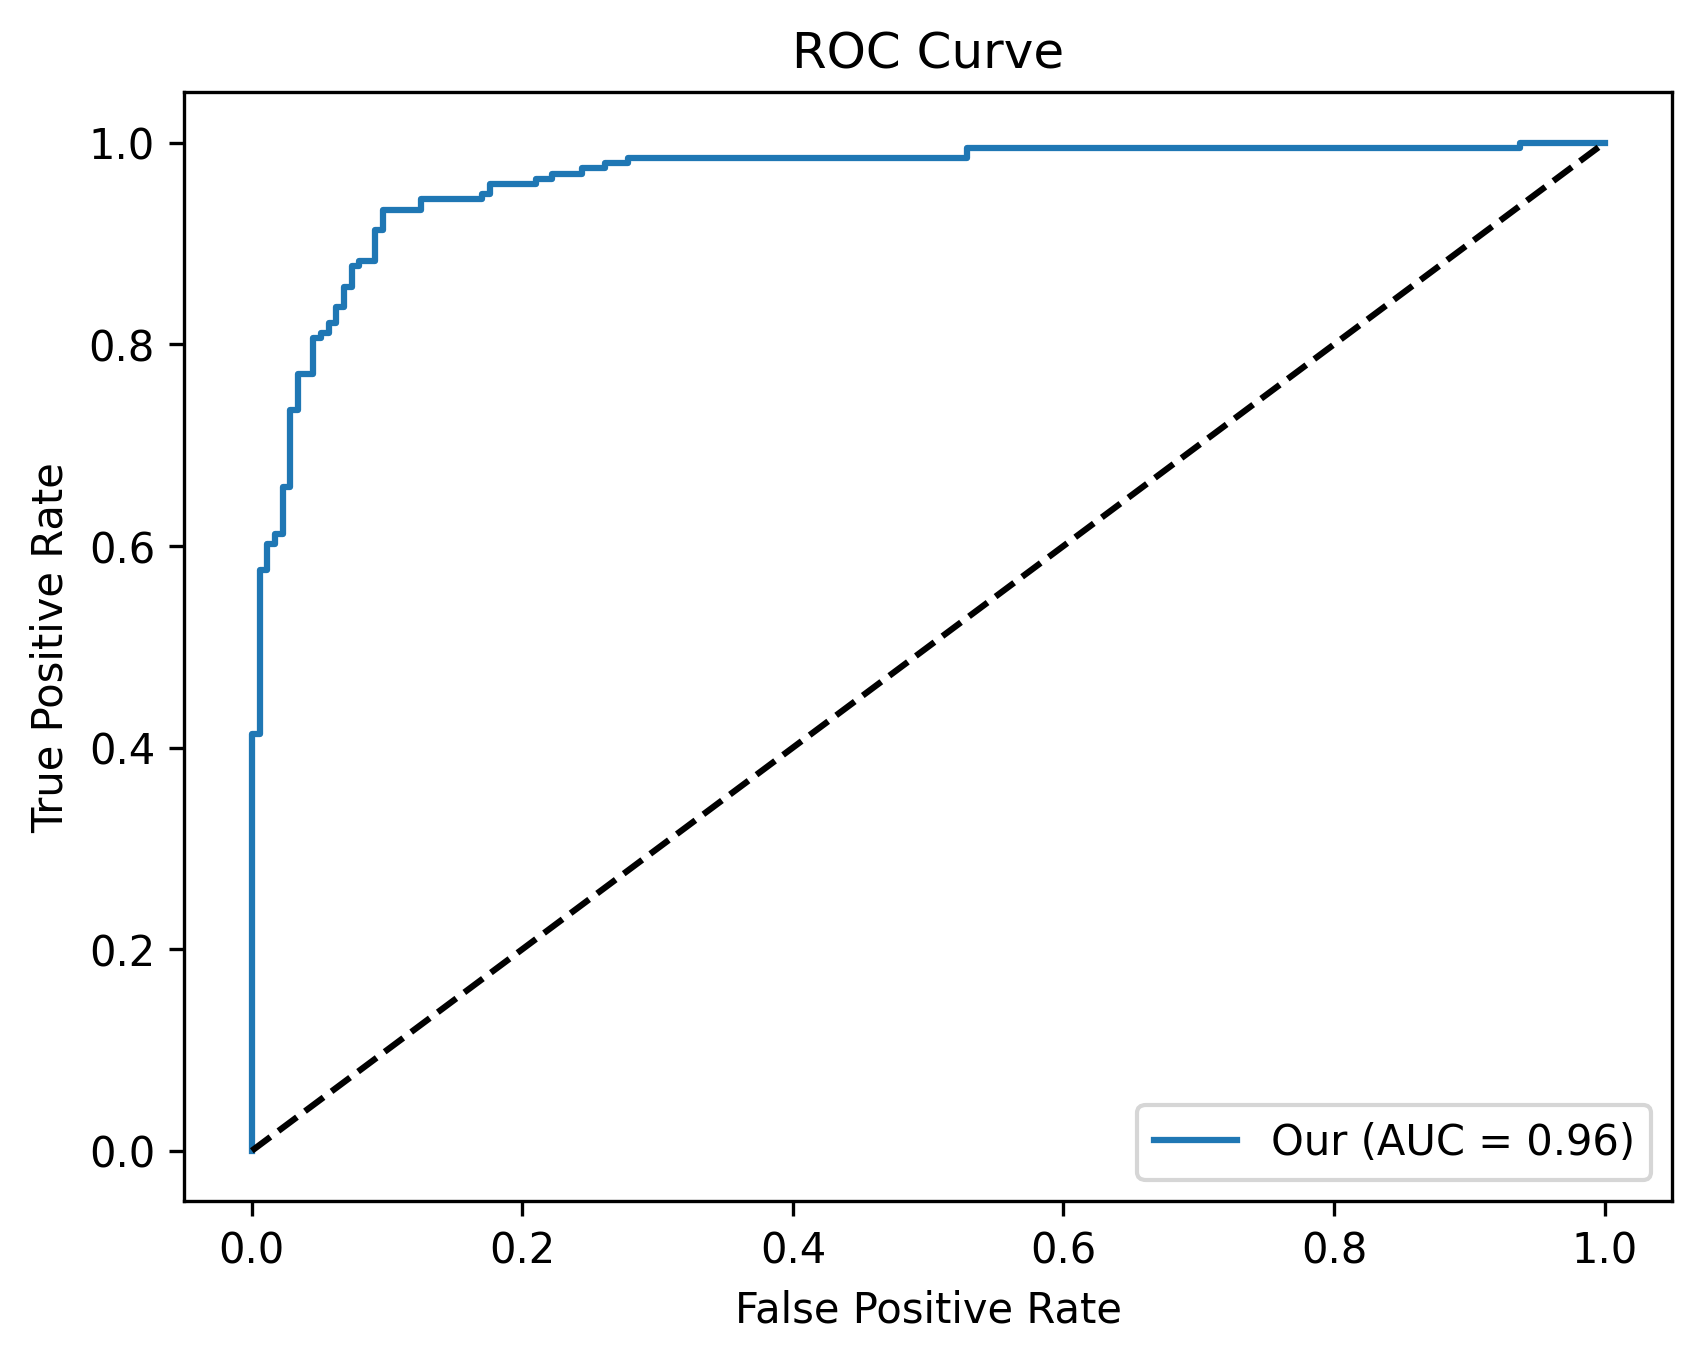 ROC Curve
True Positive Rate
1.0
0.8
0.6
0.4
0.2
0.0
Our (AUC = 0.96)
0.0 0.2 0.4 0.6 0.8 1.0
False Positive Rate